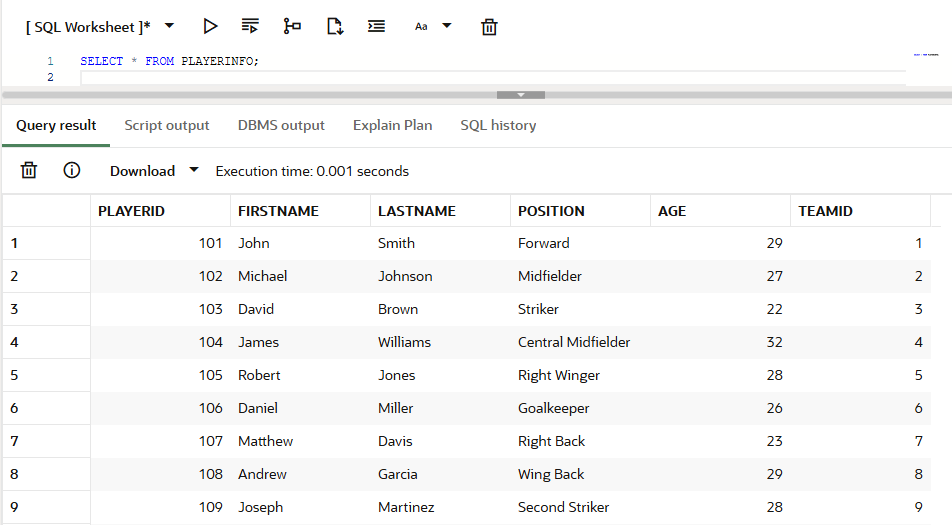 [ SQL Worksheet ]* Aa
1 SELECT * FROM PLAYERINFO;
2
Query result Script output DBMS output Explain Plan SQL history
Download Execution time: 0.001 seconds
PLAYERID FIRSTNAME LASTNAME POSITION AGE TEAMID
1 101 John Smith Forward 29 1
2 102 Michael Johnson Midfielder 27 2
3 103 David Brown Striker 22 3
4 104 James Williams Central Midfielder 32 4
5 105 Robert Jones Right Winger 28 5
6 106 Daniel Miller Goalkeeper 26 6
7 107 Matthew Davis Right Back 23 7
8 108 Andrew Garcia Wing Back 29 8
9 109 Joseph Martinez Second Striker 28 9